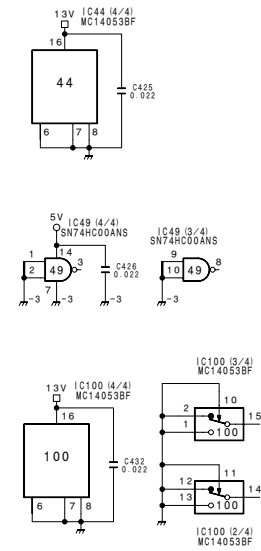 13V
IC44 (4/4)
MC14053BF
16
44
C425
0.022
6
7
8
5V
IC49 (4/4)
SN74HC00ANS
14
1
2
49
3
7
C426
0.022
-3
-3
-3
IC49 (3/4)
SN74HC00ANS
9
10
49
8
-3
13V
IC100 (4/4)
MC14053BF
16
100
C432
0.022
6
7
8
IC100 (3/4)
MC14053BF
10
2
1
15
100
11
12
13
14
100
IC100 (2/4)
MC14053BF